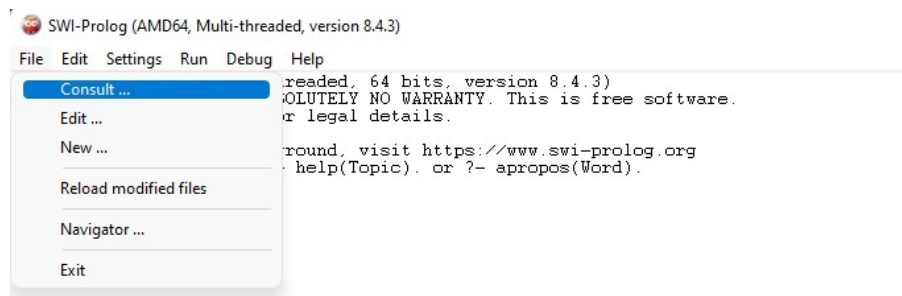 SWI-Prolog (AMD64, Multi-threaded, version 8.4.3)
File Edit Settings Run Debug Help
Consult ...
Edit ...
New ...
Reload modified files
Navigator ...
Exit
readed, 64 bits, version 8.4.3)
SOLUTELY NO WARRANTY. This is free software.
or legal details.
round, visit https://www.swi-prolog.org
help(Topic). or ?- apropos(Word).